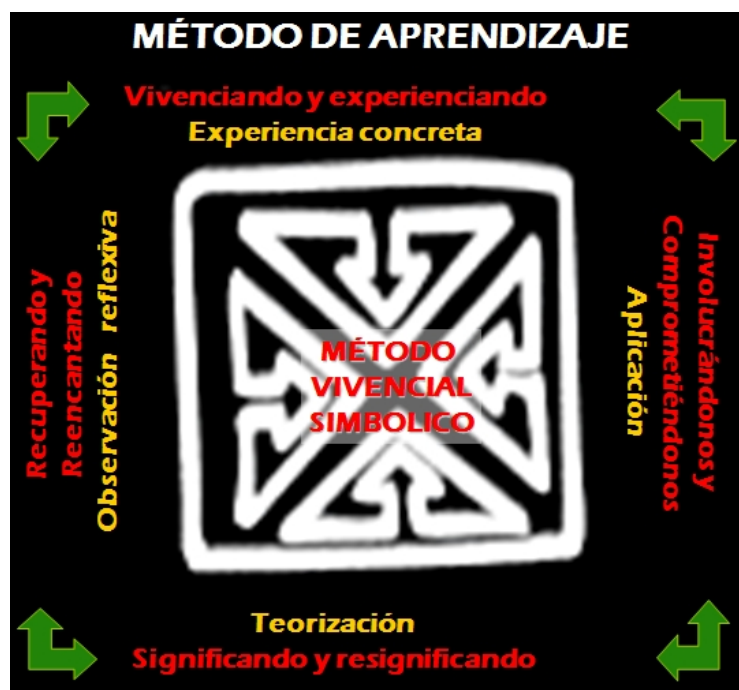 MÉTODO DE APRENDIZAJE
Vivenciando y experienciando
Experiencia concreta
Recuperando y
Reencantando
Observación reflexiva
MÉTODO
VIVENCIAL
SIMBOLICO
Aplicación
Involucrándonos y
Comprometiéndonos
Teorización
Significando y resignificando